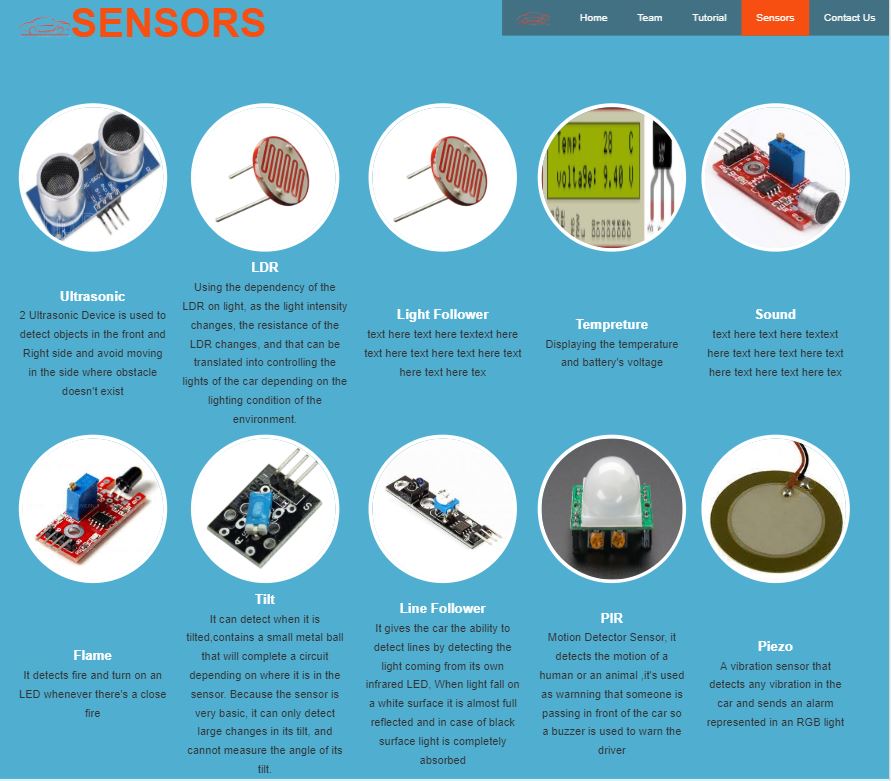 SENSORS
Home
Team
Tutorial
Sensors
Contact Us
Temp: 28 C
voltage: 9.40 V
Ultrasonic
2 Ultrasonic Device is used to
detect objects in the front and
Right side and avoid moving
in the side where obstacle
doesn't exist
LDR
Using the dependency of the
LDR on light, as the light intensity
changes, the resistance of the
LDR changes, and that can be
translated into controlling the
lights of the car depending on the
lighting condition of the
environment.
Light Follower
text here text here textext here
text here text here text here text
here text here tex
Tempreture
Displaying the temperature
and battery's voltage
Sound
text here text here textext
here text here text here text
here text here text here tex
Flame
It detects fire and turn on an
LED whenever there's a close
fire
Tilt
It can detect when it is
tilted,contains a small metal ball
that will complete a circuit
depending on where it is in the
sensor. Because the sensor is
very basic, it can only detect
large changes in its tilt, and
cannot measure the angle of its
tilt.
Line Follower
It gives the car the ability to
detect lines by detecting the
light coming from its own
infrared LED, When light fall on
a white surface it is almost full
reflected and in case of black
surface light is completely
absorbed
PIR
Motion Detector Sensor, it
detects the motion of a
human or an animal ,it's used
as warnning that someone is
passing in front of the car so
a buzzer is used to warn the
driver
Piezo
A vibration sensor that
detects any vibration in the
car and sends an alarm
represented in an RGB light